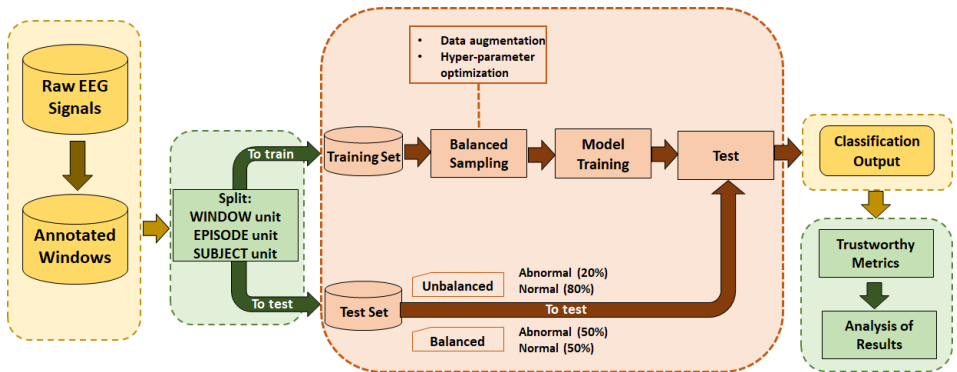 Raw EEG
Signals
Annotated
Windows
To train
Split:
WINDOW unit
EPISODE unit
SUBJECT unit
To test
• Data augmentation
• Hyper-parameter
optimization
Training Set
Balanced
Sampling
Model
Training
Test
Test Set
Unbalanced
Abnormal (20%)
Normal (80%)
To test
Balanced
Abnormal (50%)
Normal (50%)
Classification
Output
Trustworthy
Metrics
Analysis of
Results